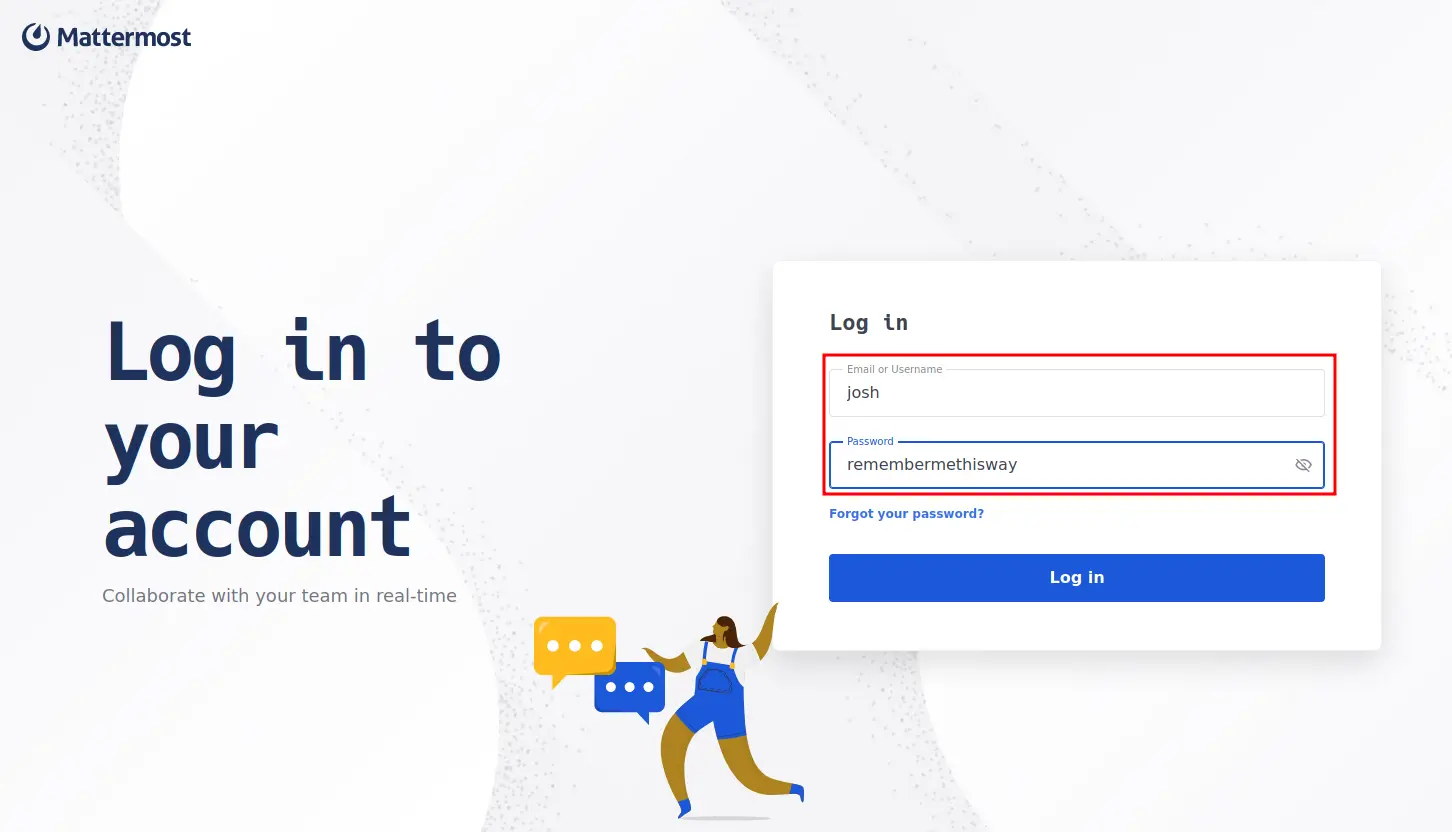 Mattermost
Log in to
your
account
Collaborate with your team in real-time
Log in
Email or Username
josh
Password
remembermethisway
Forgot your password?
Log in